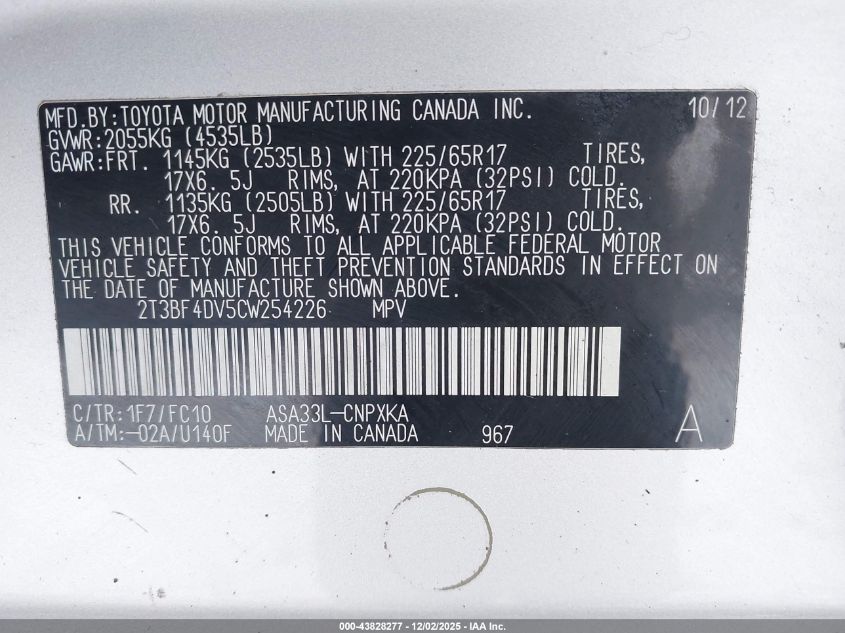 MFD.BY:TOYOTA MOTOR MANUFACTURING CANADA INC. 10/12
GVWR:2055KG (4535LB)
GAWR:FRT. 1145KG (2535LB) WITH 225/65R17 TIRES,
17X6.5J RIMS, AT 220KPA (32PSI) COLD.
RR. 1135KG (2505LB) WITH 225/65R17 TIRES,
17X6.5J RIMS, AT 220KPA (32PSI) COLD.
THIS VEHICLE CONFORMS TO ALL APPLICABLE FEDERAL MOTOR
VEHICLE SAFETY AND THEFT PREVENTION STANDARDS IN EFFECT ON
THE DATE OF MANUFACTURE SHOWN ABOVE.
2T3BF4DV5CW254226 MPV
C/TR:1F7/FC10 ASA33L-CNPXKA
A/TM:-02A/U140F MADE IN CANADA 967 A
000-43828277 - 12/02/2025 - IAA Inc.